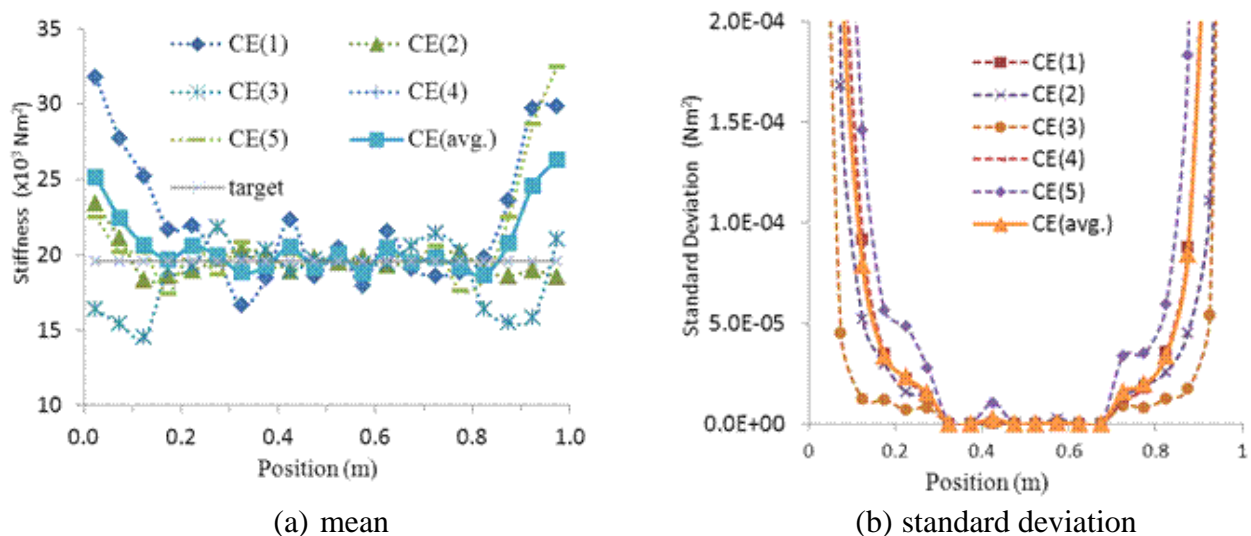 35
30
25
20
15
10
Stiffness (x10³ Nm²)
CE(1)
CE(2)
CE(3)
CE(4)
CE(5)
CE(avg.)
target
0.0
0.2
0.4
0.6
0.8
1.0
Position (m)
(a) mean
2.0E-04
1.5E-04
1.0E-04
5.0E-05
0.0E+00
Standard Deviation (Nm²)
CE(1)
CE(2)
CE(3)
CE(4)
CE(5)
CE(avg.)
0
0.2
0.4
0.6
0.8
1
Position (m)
(b) standard deviation